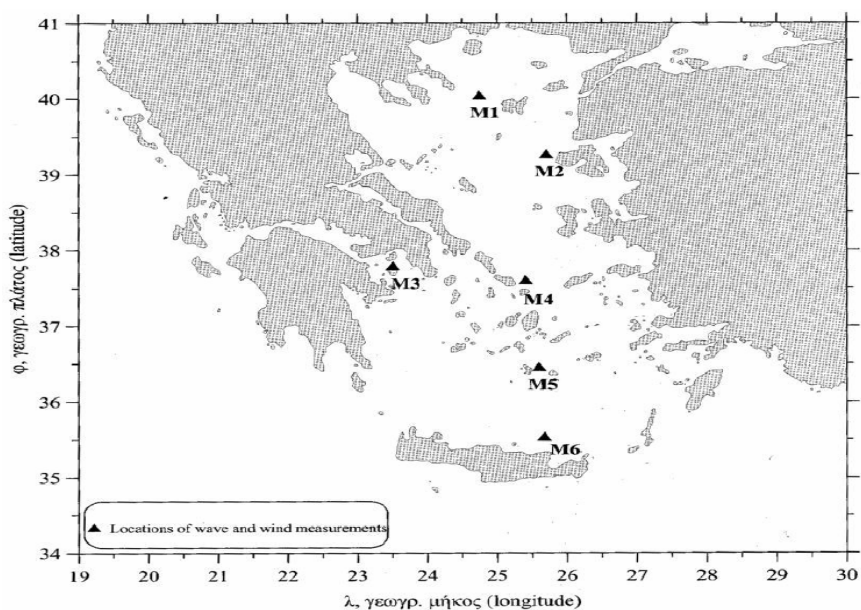 41
40
39
38
37
36
35
34
φ, γεωγρ. πλάτος (latitude)
M1
M2
M3
M4
M5
M6
▲ Locations of wave and wind measurements
19 20 21 22 23 24 25 26 27 28 29 30
λ, γεωγρ. μήκος (longitude)